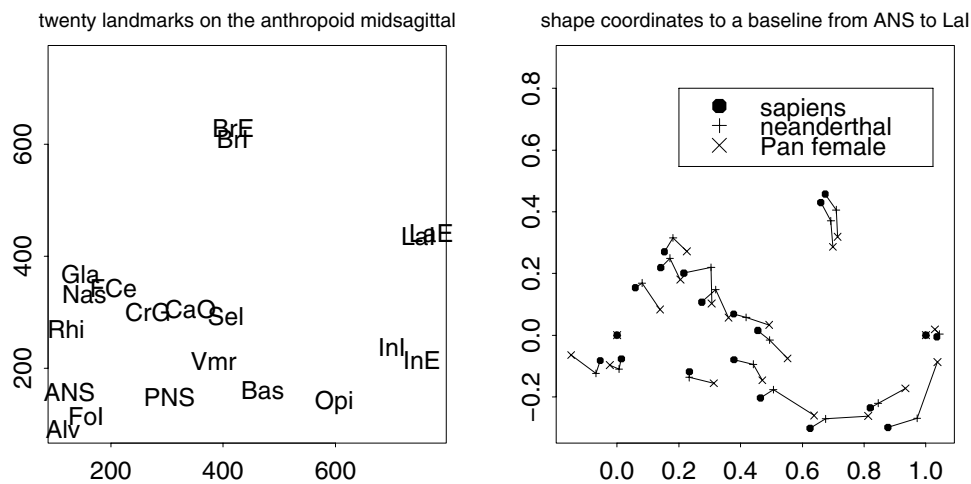 twenty landmarks on the anthropoid midsagittal
600
400
200
200 400 600
BrE
BrI
LaI LaE
Gla
Nas FCe
CrG CaO SeI
Rhi
InI
InE
Vmr
ANS PNS Bas Opi
FoI
Alv
shape coordinates to a baseline from ANS to LaI
0.8
0.6
0.4
0.2
0.0
−0.2
0.0 0.2 0.4 0.6 0.8 1.0
sapiens
neanderthal
Pan female